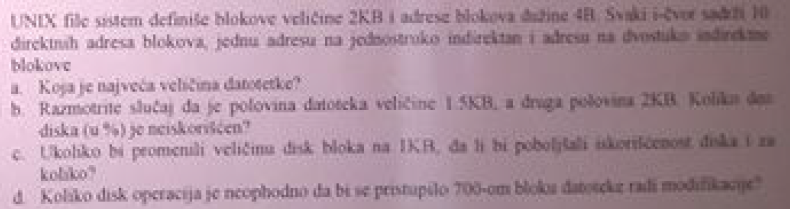 UNIX file sistem definiše blokove veličine 2KB i adrese blokova dužine 4B. Svaki i-čvor sadrži 10
direktnih adresa blokova, jednu adresu na jednostruko indirektan i adresu na dvostuko indirektne
blokove
a. Koja je najveća veličina datotetke?
b. Razmotrite slučaj da je polovina datoteka veličine 1.5KB, a druga polovina 2KB. Koliki deo
diska (u %) je neiskorišćen?
c. Ukoliko bi promenili veličinu disk bloka na 1KB, da li bi poboljšali iskorišćenost diska i za
koliko?
d. Koliko disk operacija je neophodno da bi se pristupilo 700-om bloku datoteke radi modifikacije?